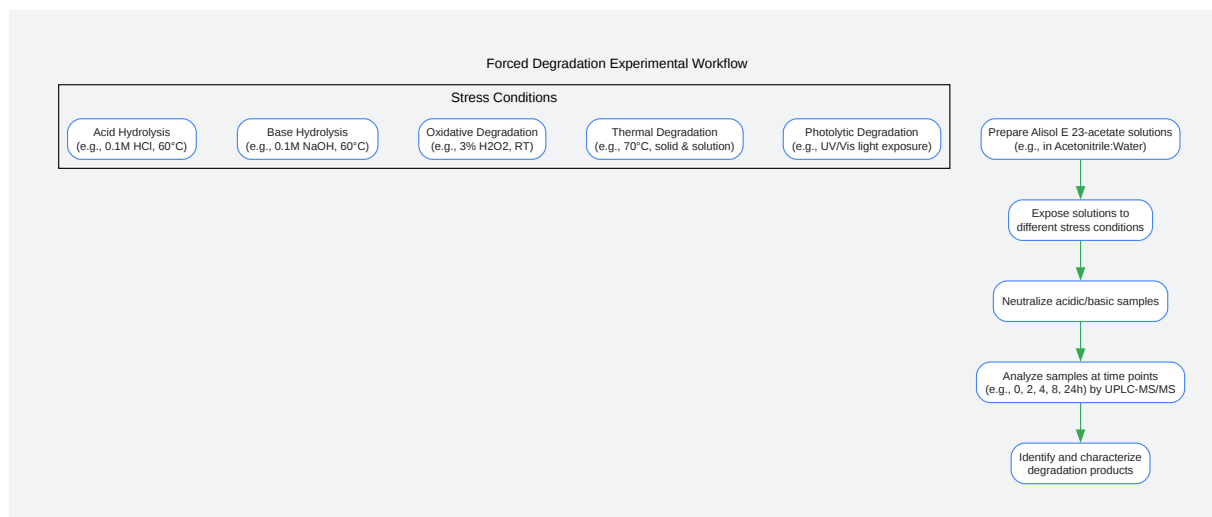 Forced Degradation Experimental Workflow
Stress Conditions
Acid Hydrolysis
(e.g., 0.1M HCl, 60°C)
Base Hydrolysis
(e.g., 0.1M NaOH, 60°C)
Oxidative Degradation
(e.g., 3% H2O2, RT)
Thermal Degradation
(e.g., 70°C, solid & solution)
Photolytic Degradation
(e.g., UV/Vis light exposure)
Prepare Alisol E 23-acetate solutions
(e.g., in Acetonitrile:Water)
Expose solutions to
different stress conditions
Neutralize acidic/basic samples
Analyze samples at time points
(e.g., 0, 2, 4, 8, 24h) by UPLC-MS/MS
Identify and characterize
degradation products